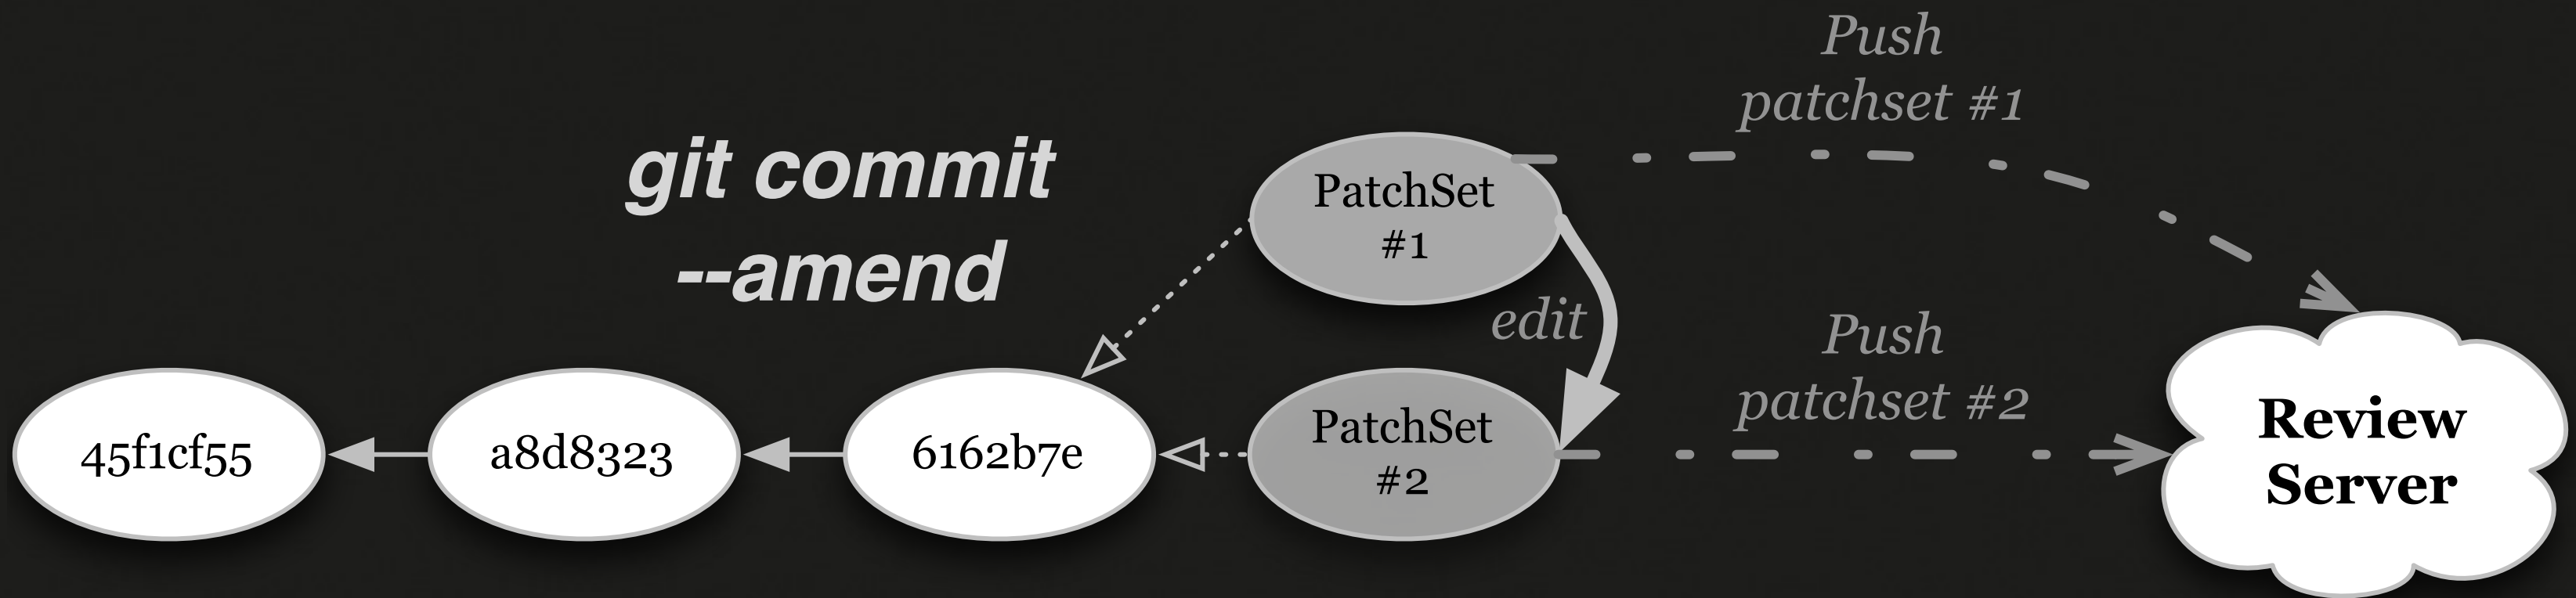 Push
patchset #1
git commit
--amend
PatchSet
#1
edit
Push
patchset #2
45f1cf55
a8d8323
6162b7e
PatchSet
#2
Review
Server